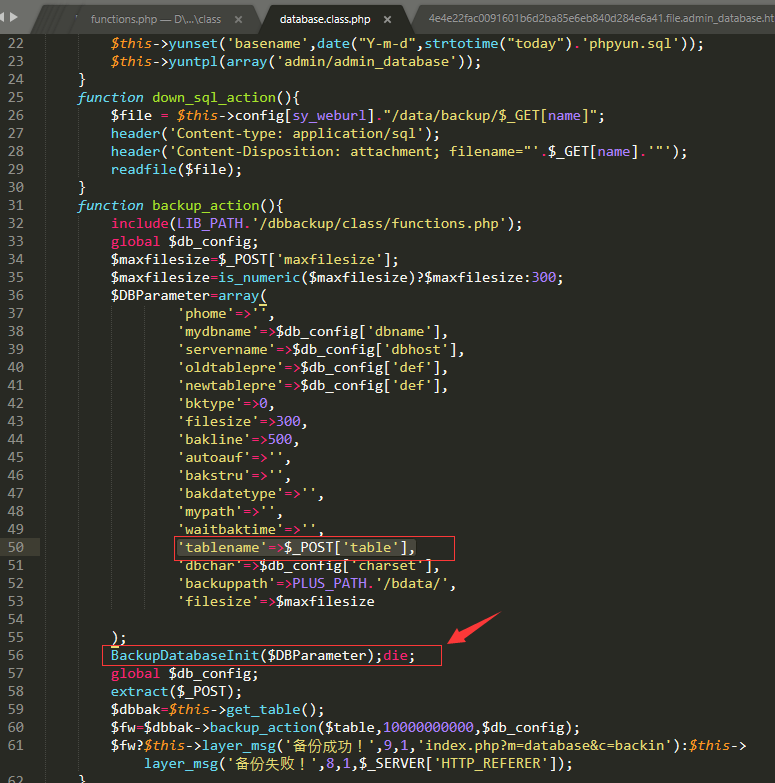 functions.php — D\...\class ×
database.class.php ×
4e4e22fac0091601b6d2ba85e6eb840d284e6a41.file.admin_database.ht
22 $this->yunset('basename',date("Y-m-d",strtotime("today").'phpyun.sql'));
23 $this->yuntpl(array('admin/admin_database'));
24 }
25 function down_sql_action(){
26 $file = $this->config[sy_weburl]."/data/backup/$_GET[name]";
27 header('Content-type: application/sql');
28 header('Content-Disposition: attachment; filename="'.$_GET[name].'"');
29 readfile($file);
30 }
31 function backup_action(){
32 include(LIB_PATH.'/dbbackup/class/functions.php');
33 global $db_config;
34 $maxfilesize=$_POST['maxfilesize'];
35 $maxfilesize=is_numeric($maxfilesize)?$maxfilesize:300;
36 $DBParameter=array(
37 'phome'=>'',
38 'mydbname'=>$db_config['dbname'],
39 'servername'=>$db_config['dbhost'],
40 'oldtablepre'=>$db_config['def'],
41 'newtablepre'=>$db_config['def'],
42 'bktype'=>0,
43 'filesize'=>300,
44 'bakline'=>500,
45 'autoauf'=>'',
46 'bakstru'=>'',
47 'bakdatetype'=>'',
48 'mypath'=>'',
49 'waitbaktime'=>'',
50 'tablename'=>$_POST['table'],
51 'dbchar'=>$db_config['charset'],
52 'backuppath'=>PLUS_PATH.'/bdata/',
53 'filesize'=>$maxfilesize
54
55 );
56 BackupDatabaseInit($DBParameter);die;
57 global $db_config;
58 extract($_POST);
59 $dbbak=$this->get_table();
60 $fw=$dbbak->backup_action($table,10000000000,$db_config);
61 $fw?$this->layer_msg('备份成功！',9,1,'index.php?m=database&c=backin'):$this->
layer_msg('备份失败！',8,1,$_SERVER['HTTP_REFERER']);
62 }